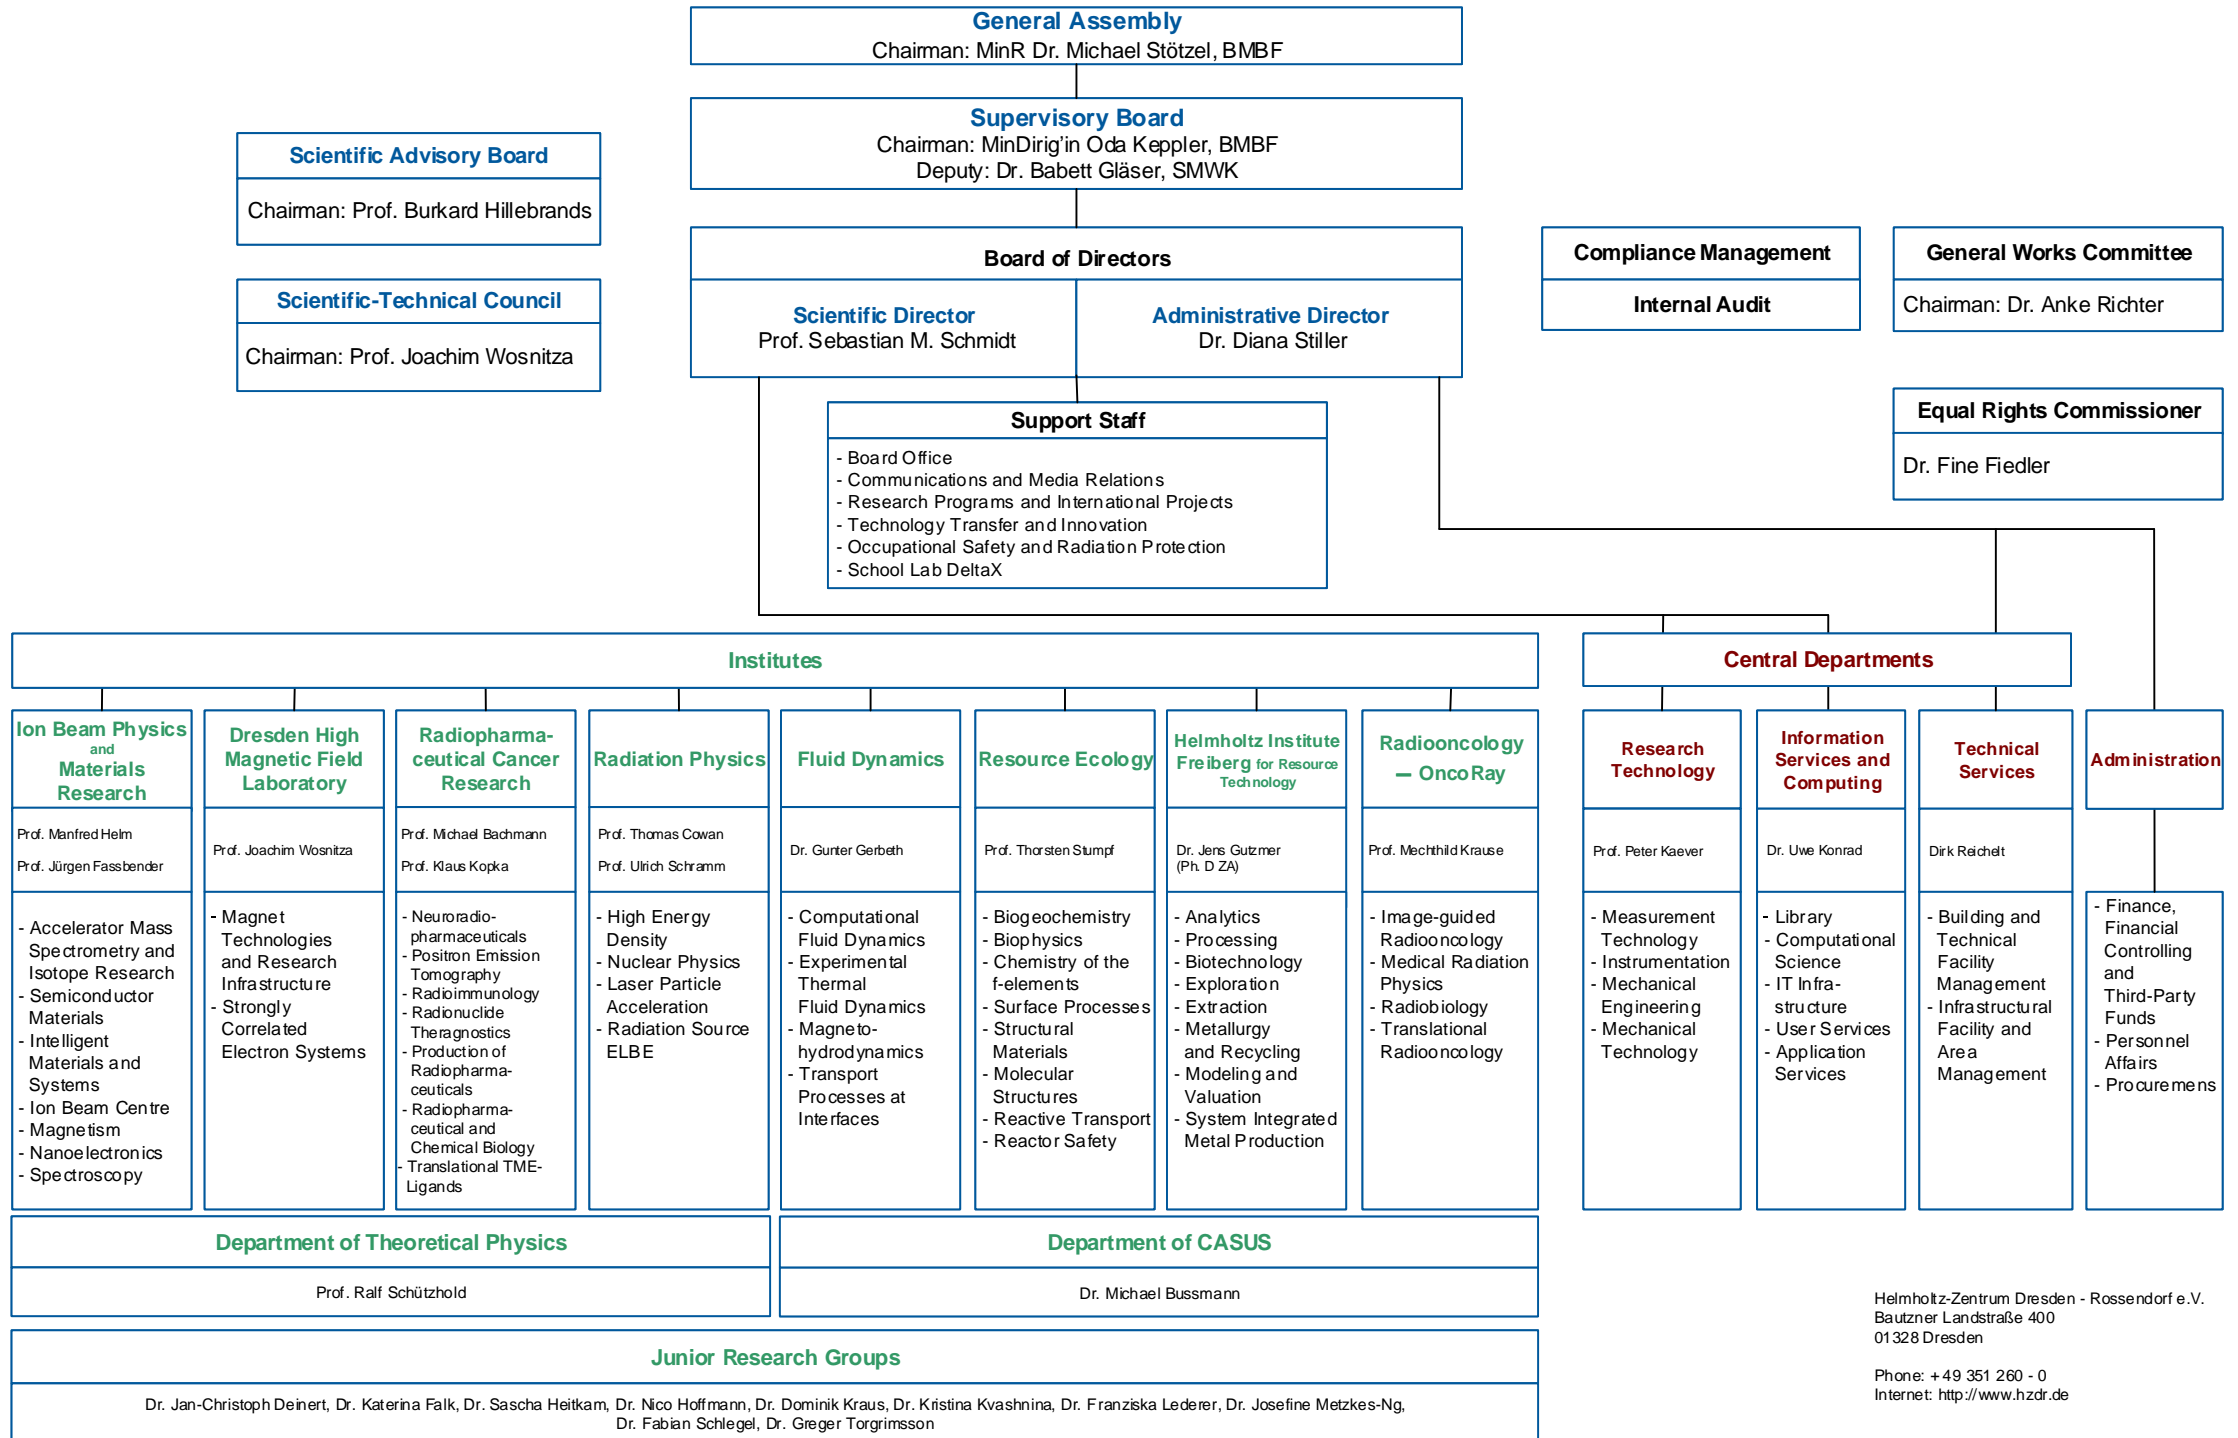 General Assembly
Chairman: MinR Dr. Michael Stötzel, BMBF
Supervisory Board
Chairman: MinDirig'in Oda Keppler, BMBF
Deputy: Dr. Babett Gläser, SMWK
Scientific Advisory Board
Chairman: Prof. Burkard Hillebrands
Scientific-Technical Council
Chairman: Prof. Joachim Wosnitza
Board of Directors
Scientific Director
Prof. Sebastian M. Schmidt
Administrative Director
Dr. Diana Stiller
Compliance Management
Internal Audit
General Works Committee
Chairman: Dr. Anke Richter
Equal Rights Commissioner
Dr. Fine Fiedler
Support Staff
- Board Office
- Communications and Media Relations
- Research Programs and International Projects
- Technology Transfer and Innovation
- Occupational Safety and Radiation Protection
- School Lab DeltaX
Institutes
Ion Beam Physics
and
Materials
Research
Prof. Manfred Helm
Prof. Jürgen Fassbender
- Accelerator Mass
Spectrometry and
Isotope Research
- Semiconductor
Materials
- Intelligent
Materials and
Systems
- Ion Beam Centre
- Magnetism
- Nanoelectronics
- Spectroscopy
Dresden High
Magnetic Field
Laboratory
Prof. Joachim Wosnitza
- Magnet
Technologies
and Research
Infrastructure
- Strongly
Correlated
Electron Systems
Radiopharma-
ceutical Cancer
Research
Prof. Michael Bachmann
Prof. Klaus Kopka
- Neuroradio-
pharmaceuticals
- Positron Emission
Tomography
- Radioimmunology
- Radionuclide
Theragnostics
- Production of
Radiopharma-
ceuticals
- Radiopharma-
ceutical and
Chemical Biology
- Translational TME-
Ligands
Radiation Physics
Prof. Thomas Cowan
Prof. Ulrich Schramm
- High Energy
Density
- Nuclear Physics
- Laser Particle
Acceleration
- Radiation Source
ELBE
Fluid Dynamics
Dr. Gunter Gerbeth
- Computational
Fluid Dynamics
- Experimental
Thermal
Fluid Dynamics
- Magneto-
hydrodynamics
- Transport
Processes at
Interfaces
Resource Ecology
Prof. Thorsten Stumpf
- Biogeochemistry
- Biophysics
- Chemistry of the
f-elements
- Surface Processes
- Structural
Materials
- Molecular
Structures
- Reactive Transport
- Reactor Safety
Helmholtz Institute
Freiberg for Resource
Technology
Dr. Jens Gutzmer
(Ph. D ZA)
- Analytics
- Processing
- Biotechnology
- Exploration
- Extraction
- Metallurgy
and Recycling
- Modeling and
Valuation
- System Integrated
Metal Production
Radiooncology
— OncoRay
Prof. Mechthild Krause
- Image-guided
Radiooncology
- Medical Radiation
Physics
- Radiobiology
- Translational
Radiooncology
Central Departments
Research
Technology
Prof. Peter Kaever
- Measurement
Technology
- Instrumentation
- Mechanical
Engineering
- Mechanical
Technology
Information
Services and
Computing
Dr. Uwe Konrad
- Library
- Computational
Science
- IT Infra-
structure
- User Services
- Application
Services
Technical
Services
Dirk Reichelt
- Building and
Technical
Facility
Management
- Infrastructural
Facility and
Area
Management
Administration
- Finance,
Financial
Controlling
and
Third-Party
Funds
- Personnel
Affairs
- Procuremens
Department of Theoretical Physics
Prof. Ralf Schützhold
Department of CASUS
Dr. Michael Bussmann
Junior Research Groups
Dr. Jan-Christoph Deinert, Dr. Katerina Falk, Dr. Sascha Heitkam, Dr. Nico Hoffmann, Dr. Dominik Kraus, Dr. Kristina Kvashnina, Dr. Franziska Lederer, Dr. Josefine Metzkes-Ng,
Dr. Fabian Schlegel, Dr. Greger Torgrimsson
Helmholtz-Zentrum Dresden - Rossendorf e.V.
Bautzner Landstraße 400
01328 Dresden
Phone: +49 351 260 - 0
Internet: http://www.hzdr.de